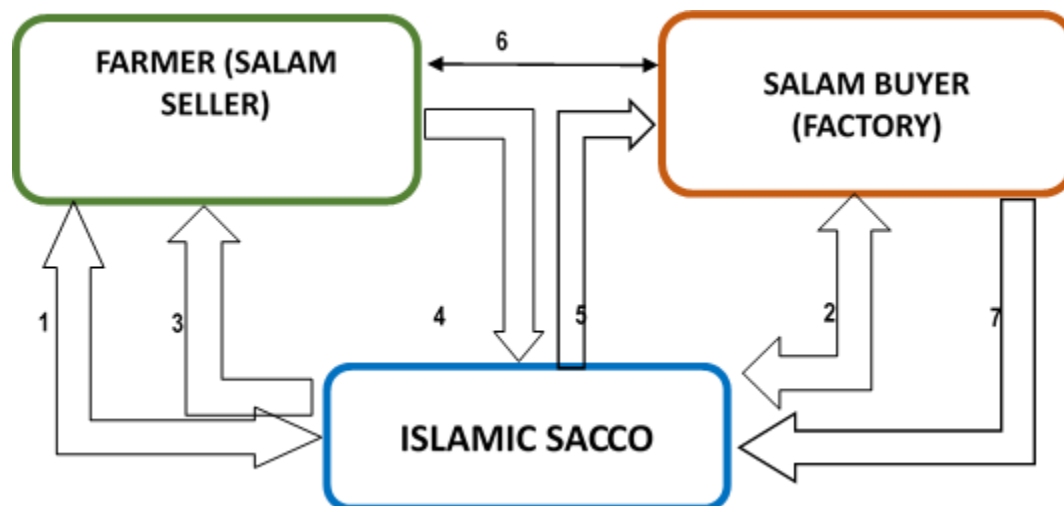 6
FARMER (SALAM
SELLER)
SALAM BUYER
(FACTORY)
1
3
4
5
2
7
ISLAMIC SACCO